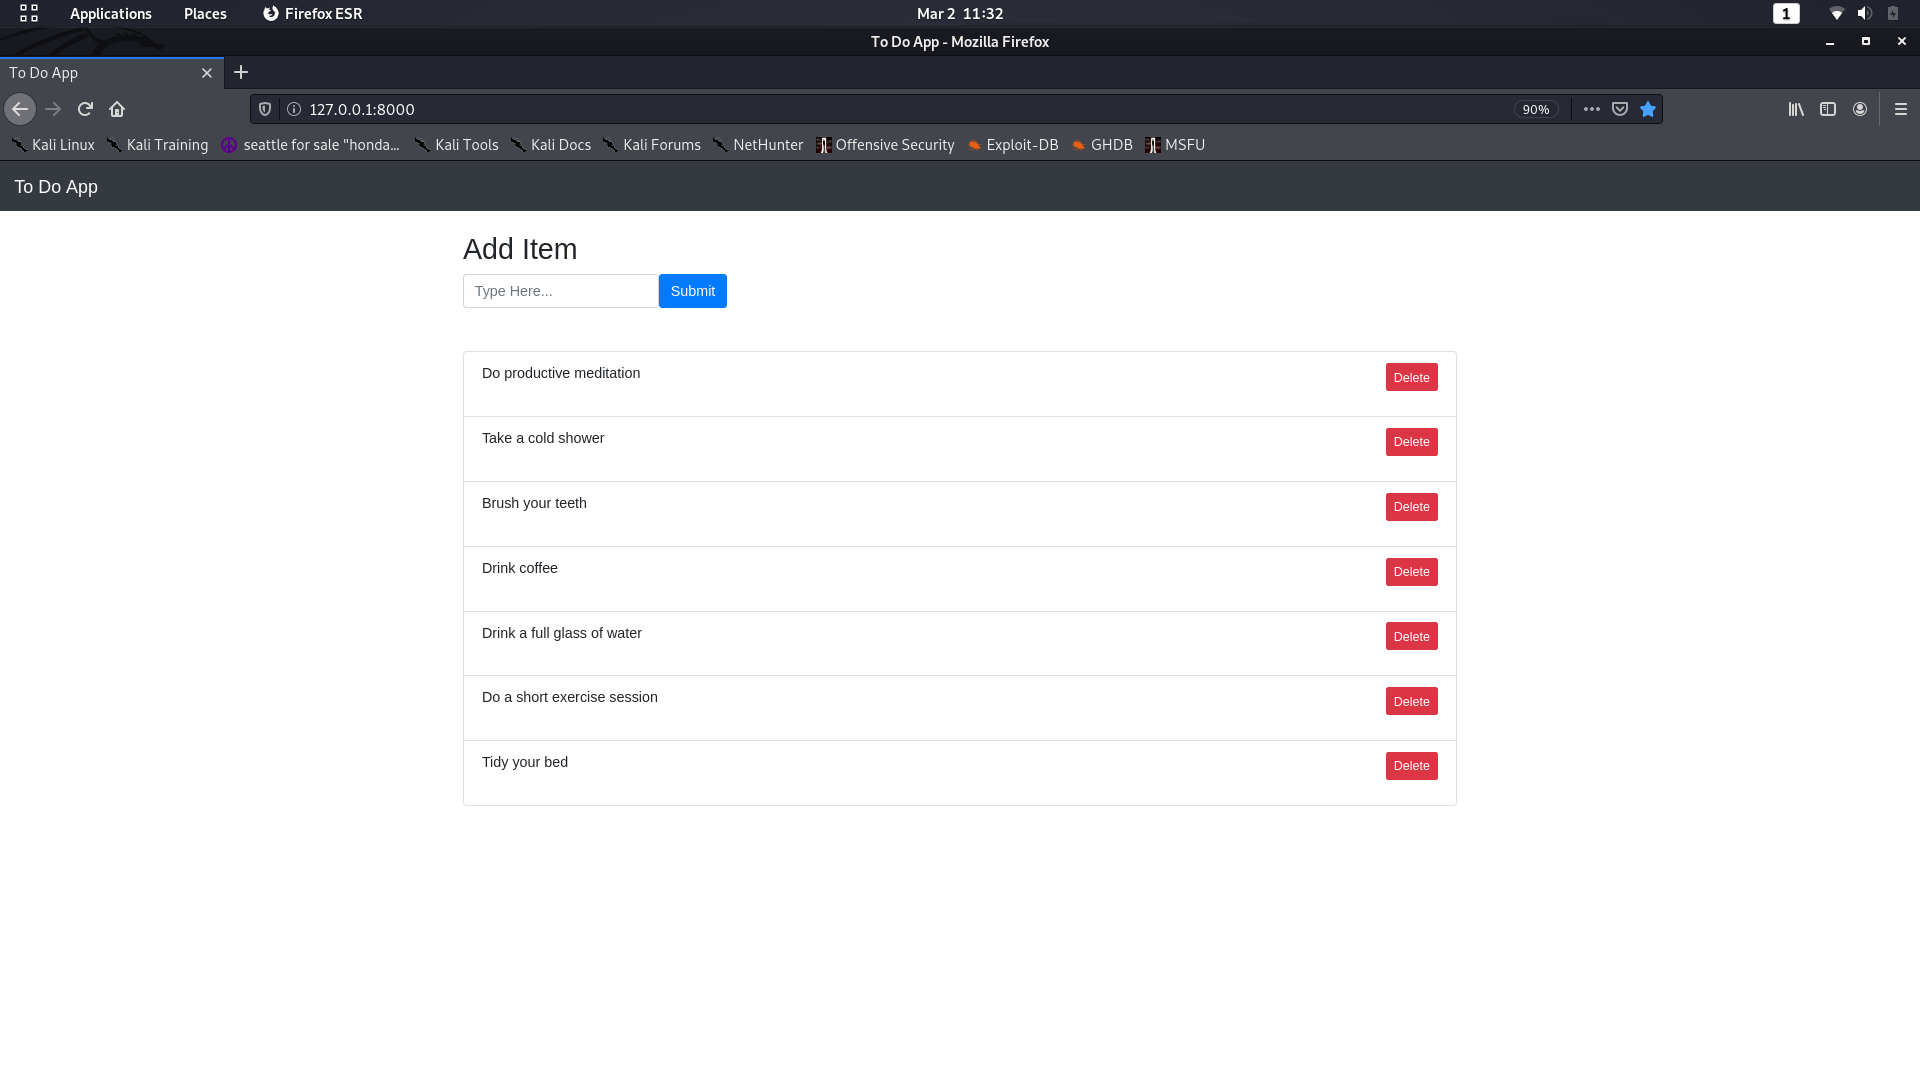 Applications Places Firefox ESR Mar 2 11:32 1
To Do App - Mozilla Firefox
To Do App
127.0.0.1:8000 90%
Kali Linux Kali Training seattle for sale "honda... Kali Tools Kali Docs Kali Forums NetHunter Offensive Security Exploit-DB GHDB MSFU
To Do App
Add Item
Type Here... Submit
Do productive meditation Delete
Take a cold shower Delete
Brush your teeth Delete
Drink coffee Delete
Drink a full glass of water Delete
Do a short exercise session Delete
Tidy your bed Delete